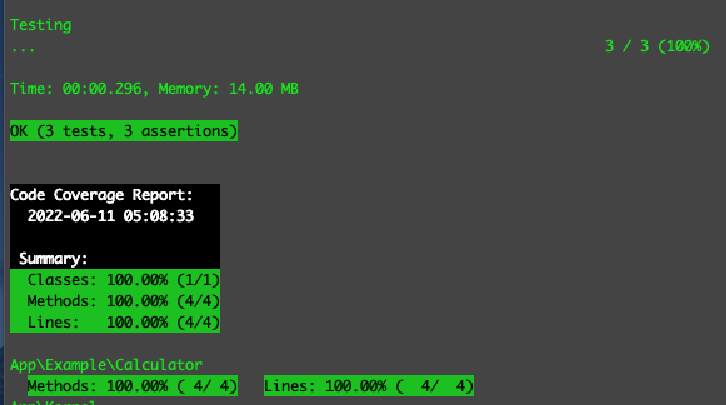 Testing
... 3 / 3 (100%)
Time: 00:00.296, Memory: 14.00 MB
OK (3 tests, 3 assertions)
Code Coverage Report:
2022-06-11 05:08:33
Summary:
Classes: 100.00% (1/1)
Methods: 100.00% (4/4)
Lines:   100.00% (4/4)
App\Example\Calculator
Methods: 100.00% ( 4/ 4)   Lines: 100.00% (  4/  4)